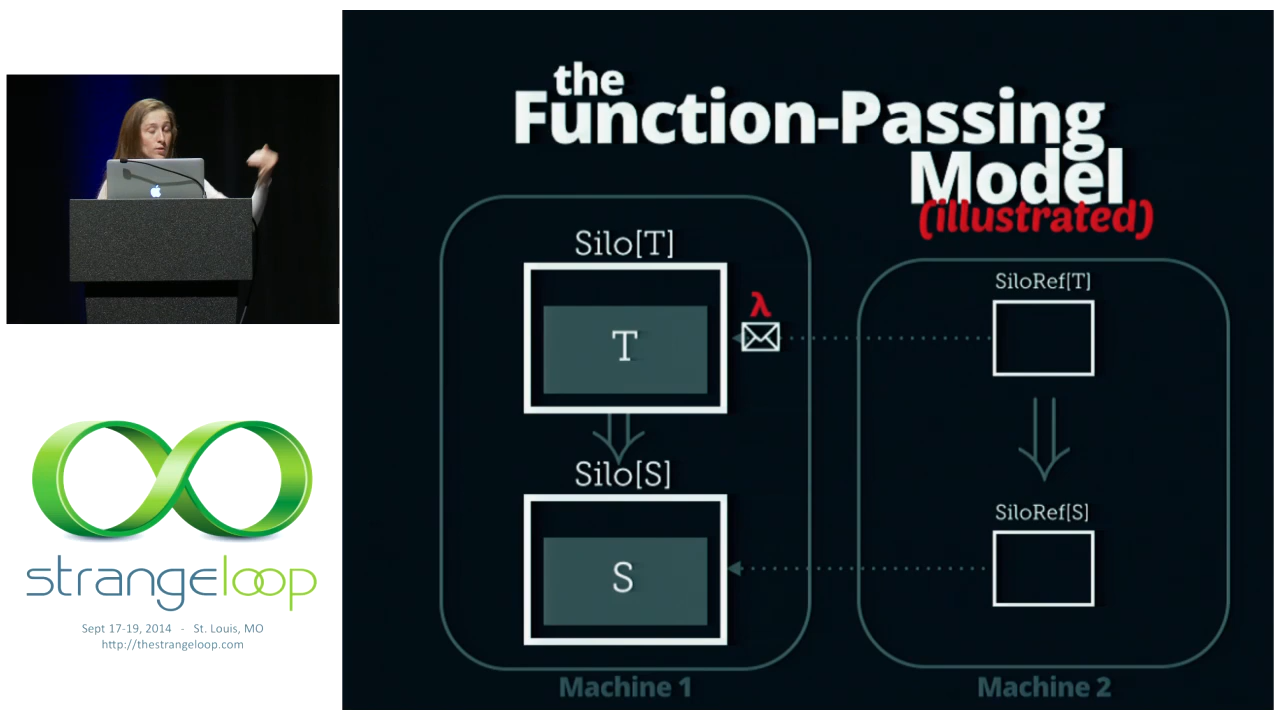 the
Function-Passing
Model
(illustrated)
Silo[T]
T
λ
SiloRef[T]
Silo[S]
S
SiloRef[S]
Machine 1
Machine 2
strangeloop
Sept 17-19, 2014 - St. Louis, MO
http://thestrangeloop.com